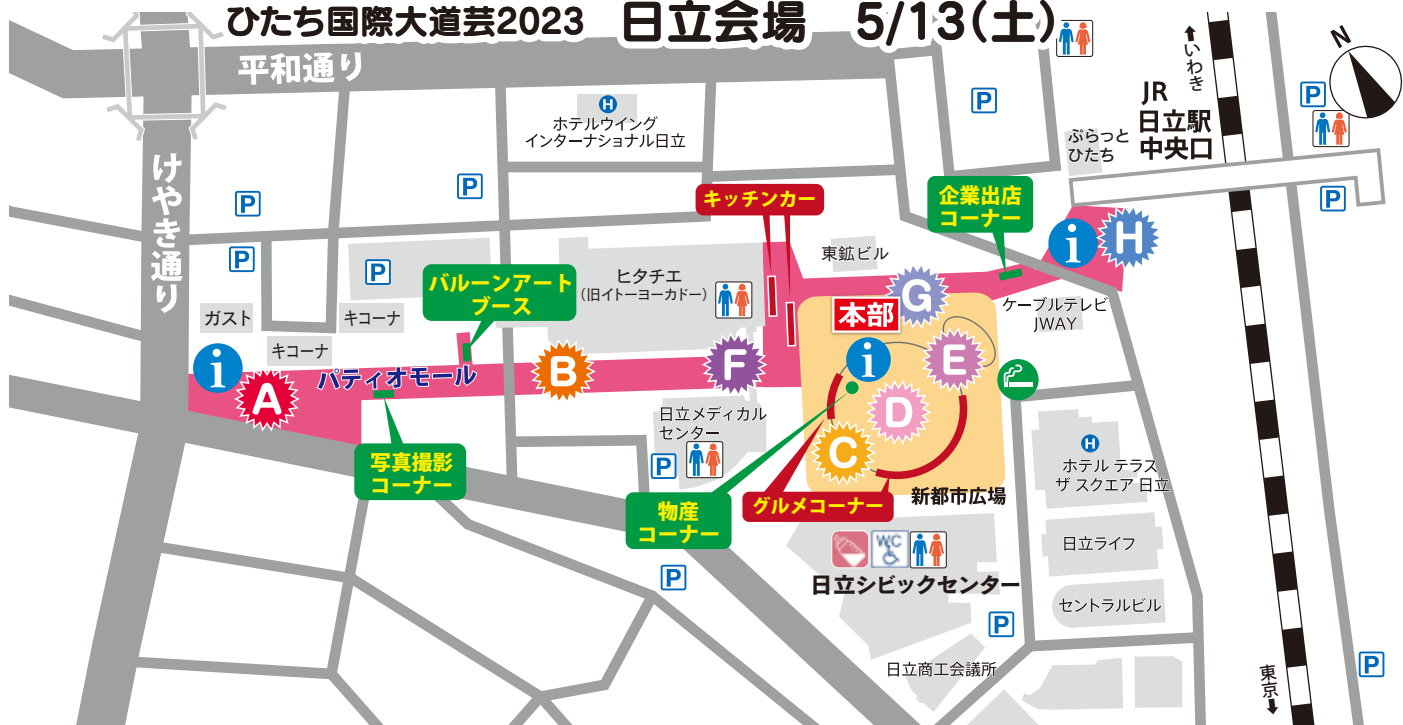 ひたち国際大道芸2023 日立会場 5/13(土)
平和通り
けやき通り
N
↑いわき
JR
日立駅
中央口
ぷらっと
ひたち
H
ホテルウイング
インターナショナル日立
P
P
P
P
P
P
P
キッチンカー
企業出店
コーナー
i
H
東鉱ビル
ヒタチエ
(旧イトーヨーカドー)
バルーンアート
ブース
G
本部
ケーブルテレビ
JWAY
ガスト
キコーナ
キコーナ
i
A
パティオモール
B
F
i
E
D
C
日立メディカル
センター
P
写真撮影
コーナー
物産
コーナー
グルメコーナー
新都市広場
H
ホテル テラス
ザ スクエア 日立
WC
日立シビックセンター
日立ライフ
セントラルビル
P
P
P
日立商工会議所
東京↓